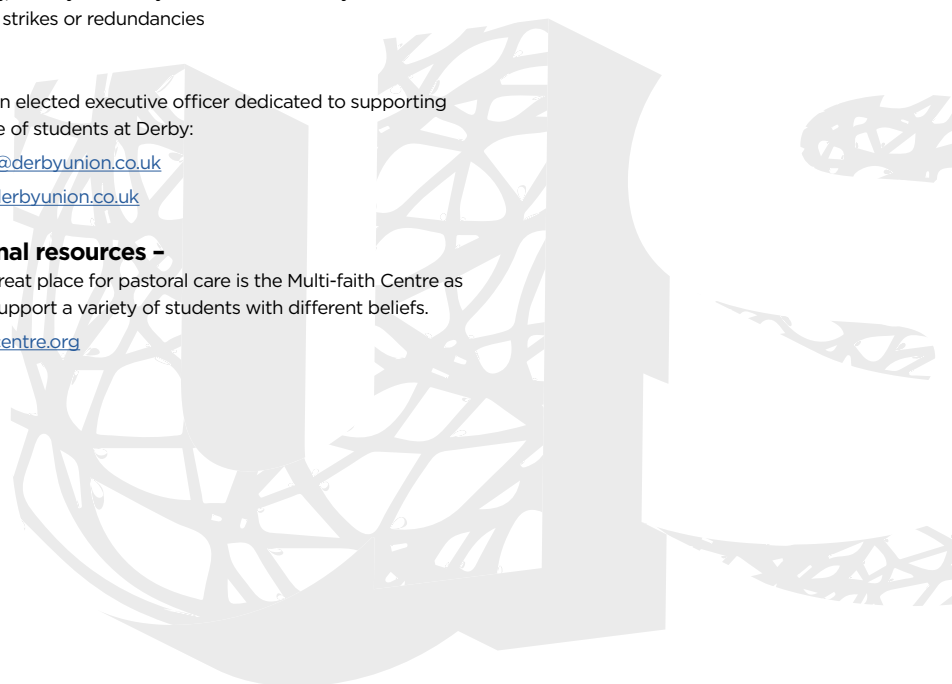 strikes or redundancies
n elected executive officer dedicated to supporting
e of students at Derby:
@derbyunion.co.uk
derbyunion.co.uk
nal resources –
reat place for pastoral care is the Multi-faith Centre as
upport a variety of students with different beliefs.
centre.org